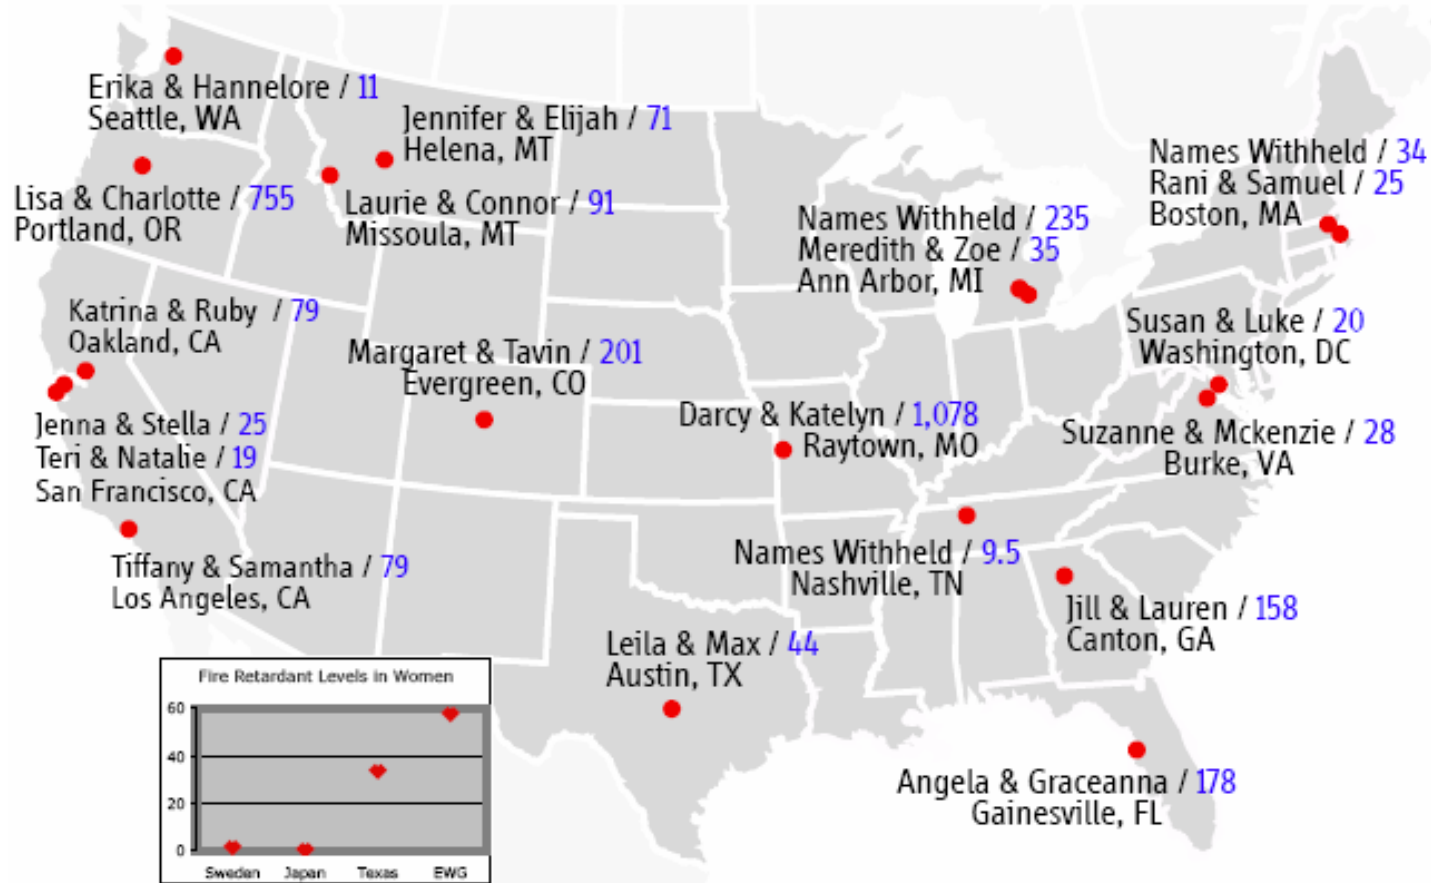 Erika & Hannelore / 11
Seattle, WA
Jennifer & Elijah / 71
Helena, MT
Lisa & Charlotte / 755
Portland, OR
Laurie & Connor / 91
Missoula, MT
Names Withheld / 34
Rani & Samuel / 25
Boston, MA
Names Withheld / 235
Meredith & Zoe / 35
Ann Arbor, MI
Katrina & Ruby / 79
Oakland, CA
Margaret & Tavin / 201
Evergreen, CO
Susan & Luke / 20
Washington, DC
Jenna & Stella / 25
Teri & Natalie / 19
San Francisco, CA
Darcy & Katelyn / 1,078
Raytown, MO
Suzanne & Mckenzie / 28
Burke, VA
Tiffany & Samantha / 79
Los Angeles, CA
Names Withheld / 9.5
Nashville, TN
Jill & Lauren / 158
Canton, GA
Leila & Max / 44
Austin, TX
Angela & Graceanna / 178
Gainesville, FL
Fire Retardant Levels in Women
60
40
20
0
Sweden Japan Texas EWG